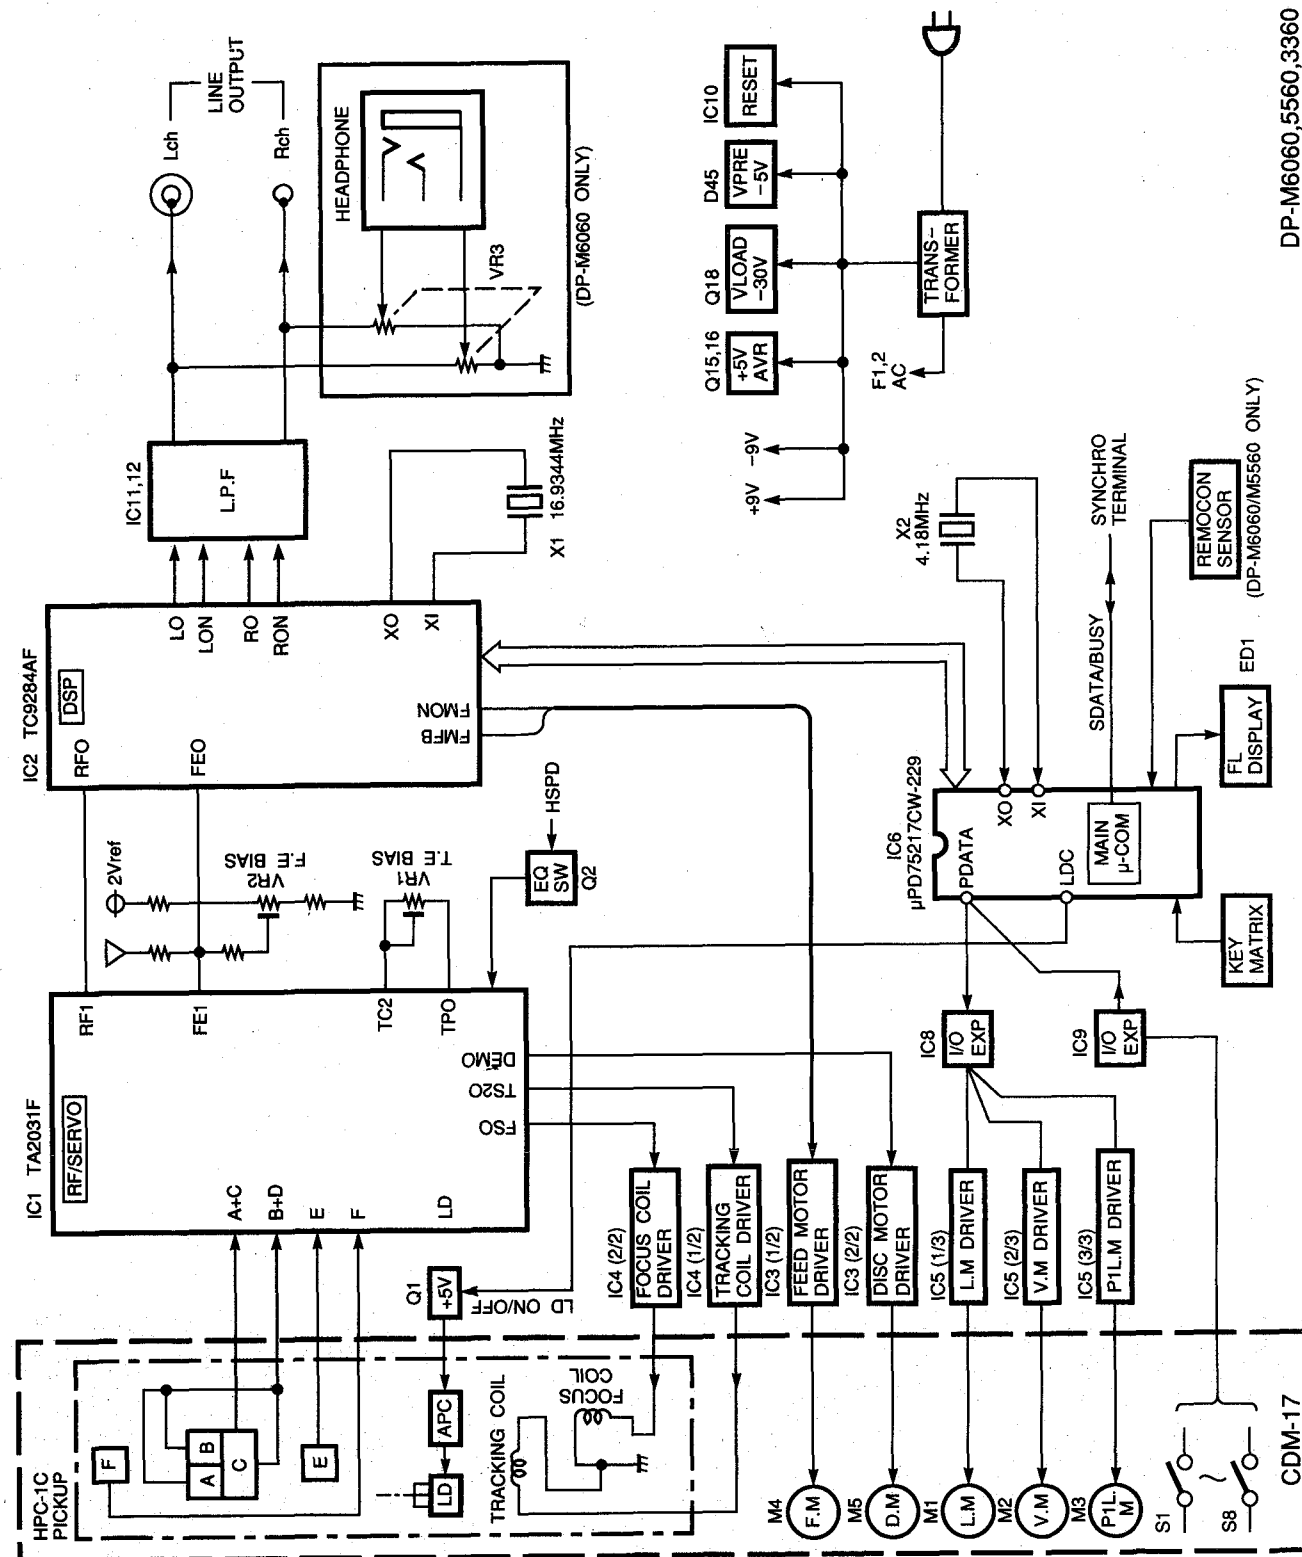 HPC-1C
PICKUP
F
A
B
C
E
LD
APC
TRACKING COIL
FOCUS
COIL
M4
F.M
M5
D.M
M1
L.M
M2
V.M
M3
P1L.
M
S1
S8
CDM-17
IC1 TA2031F
RF/SERVO
A+C
B+D
E
F
LD
RF1
FE1
TC2
TPO
FSO
TS2O
DEMO
Q1
+5V
LD ON/OFF
IC4 (2/2)
FOCUS COIL
DRIVER
IC4 (1/2)
TRACKING
COIL DRIVER
IC3 (1/2)
FEED MOTOR
DRIVER
IC3 (2/2)
DISC MOTOR
DRIVER
IC5 (1/3)
L.M DRIVER
IC5 (2/3)
V.M DRIVER
IC5 (3/3)
P1L.M DRIVER
2Vref
VR2
F.E BIAS
VR1
T.E BIAS
EQ
SW
Q2
HSPD
IC8
I/O
EXP
IC9
I/O
EXP
KEY
MATRIX
IC2 TC9284AF
DSP
RFO
FEO
LO
LON
RO
RON
XO
XI
FMON
FMFB
IC6
µPD75217CW-229
PDATA
LDC
XO
XI
MAIN
µ-COM
FL
DISPLAY
ED1
SDATA/BUSY
SYNCHRO
TERMINAL
REMOCON
SENSOR
(DP-M6060/M5560 ONLY)
X2
4.18MHz
X1 16.9344MHz
IC11,12
L.P.F
Lch
Rch
LINE
OUTPUT
HEADPHONE
VR3
(DP-M6060 ONLY)
+9V
-9V
Q15,16
+5V
AVR
Q18
VLOAD
-30V
D45
VPRE
-5V
IC10
RESET
F1,2
AC
TRANS-
FORMER
DP-M6060,5560,3360